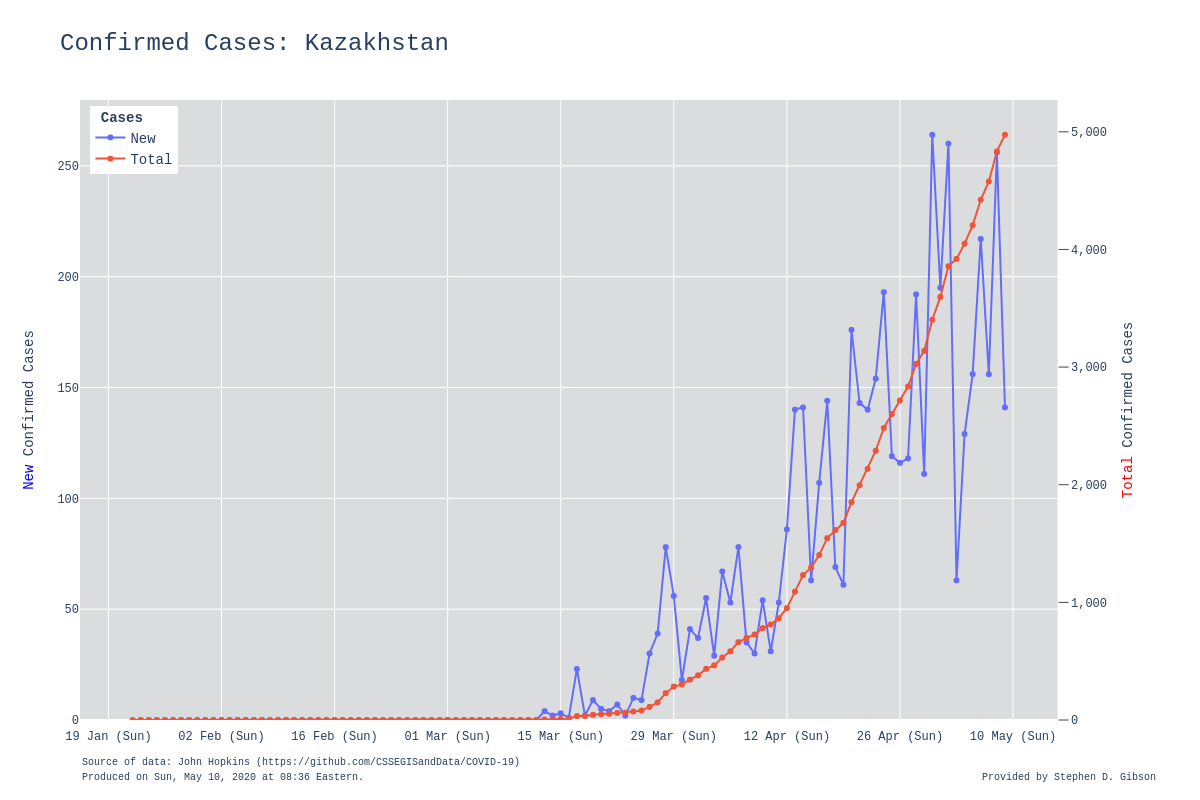 Confirmed Cases: Kazakhstan
Cases
New
Total
250
200
150
100
50
0
New Confirmed Cases
5,000
4,000
3,000
2,000
1,000
0
Total Confirmed Cases
19 Jan (Sun) 02 Feb (Sun) 16 Feb (Sun) 01 Mar (Sun) 15 Mar (Sun) 29 Mar (Sun) 12 Apr (Sun) 26 Apr (Sun) 10 May (Sun)
Source of data: John Hopkins (https://github.com/CSSEGISandData/COVID-19)
Produced on Sun, May 10, 2020 at 08:36 Eastern.
Provided by Stephen D. Gibson